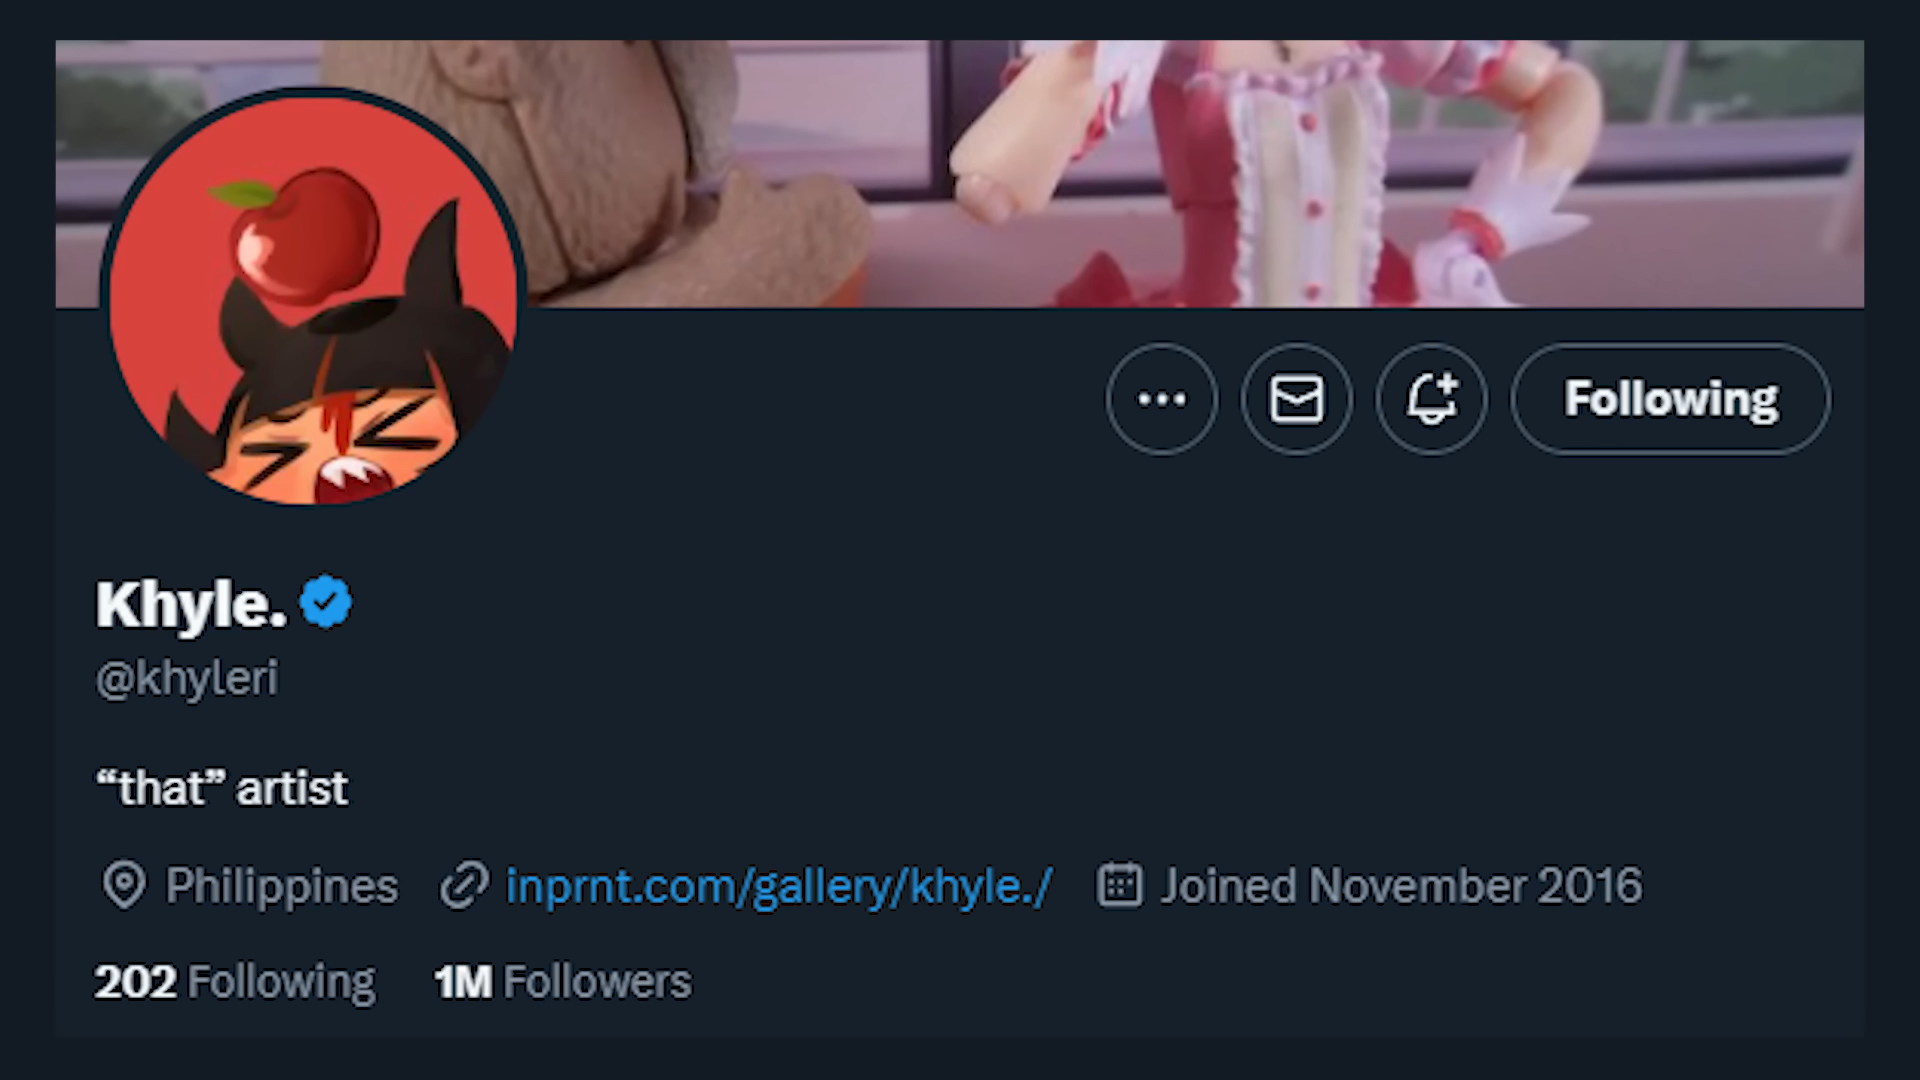 Following
Khyle.
@khyleri
“that” artist
Philippines inprnt.com/gallery/khyle./ Joined November 2016
202 Following 1M Followers